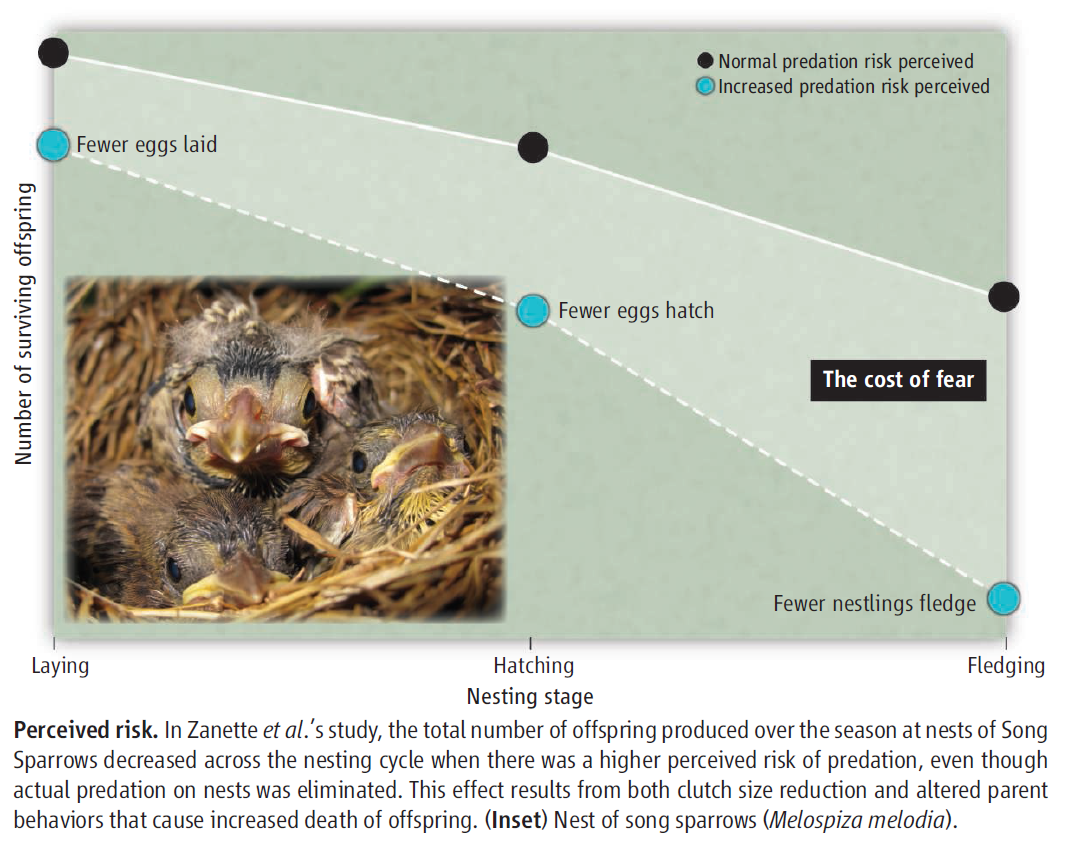 Normal predation risk perceived
Increased predation risk perceived
Fewer eggs laid
Number of surviving offspring
Fewer eggs hatch
The cost of fear
Fewer nestlings fledge
Laying
Hatching
Fledging
Nesting stage
Perceived risk. In Zanette et al.’s study, the total number of offspring produced over the season at nests of Song
Sparrows decreased across the nesting cycle when there was a higher perceived risk of predation, even though
actual predation on nests was eliminated. This effect results from both clutch size reduction and altered parent
behaviors that cause increased death of offspring. (Inset) Nest of song sparrows (Melospiza melodia).